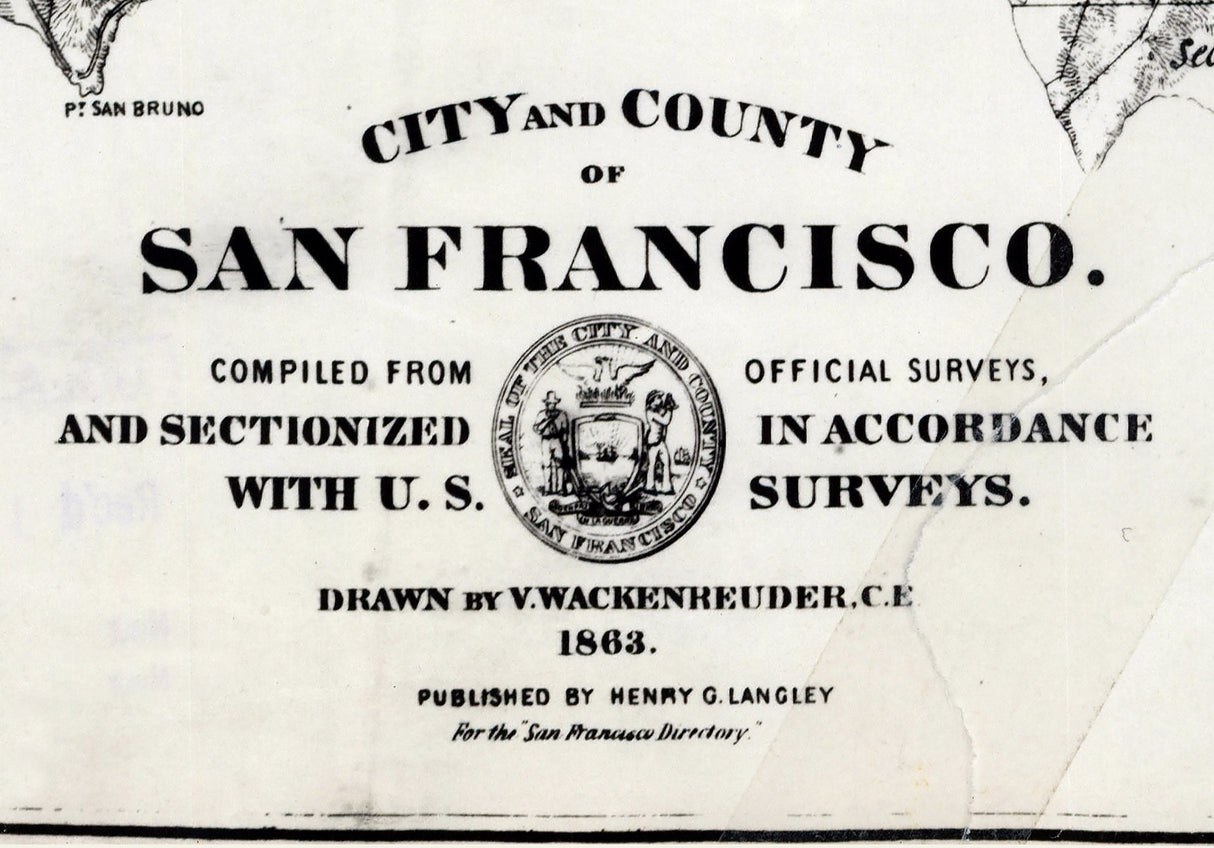 Pᵀ. SAN BRUNO
CITY AND COUNTY
OF
SAN FRANCISCO.
COMPILED FROM OFFICIAL SURVEYS,
AND SECTIONIZED IN ACCORDANCE
WITH U. S. SURVEYS.
SEAL OF THE CITY AND COUNTY
SAN FRANCISCO
DRAWN BY V. WACKENREUDER, C.E
1863.
PUBLISHED BY HENRY G. LANGLEY
For the "San Francisco Directory."